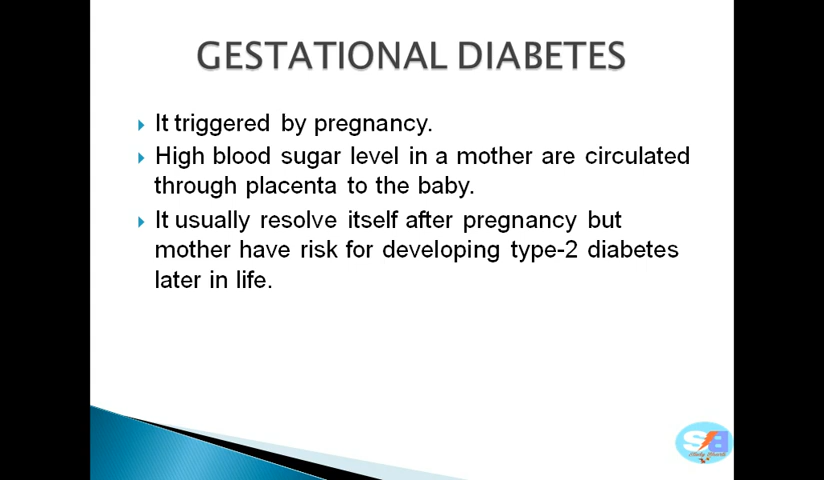 GESTATIONAL DIABETES
It triggered by pregnancy.
High blood sugar level in a mother are circulated
through placenta to the baby.
It usually resolve itself after pregnancy but
mother have risk for developing type-2 diabetes
later in life.